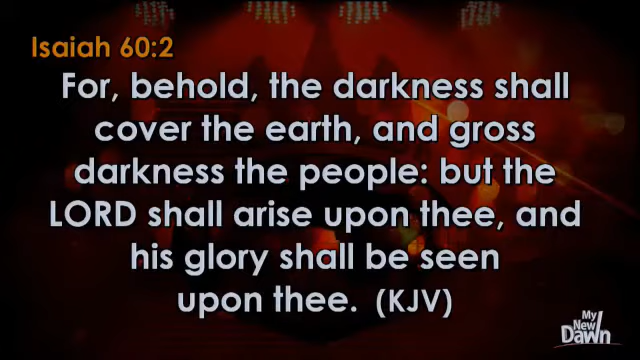 Isaiah 60:2
For, behold, the darkness shall
cover the earth, and gross
darkness the people: but the
LORD shall arise upon thee, and
his glory shall be seen
upon thee. (KJV)
My
New
Dawn